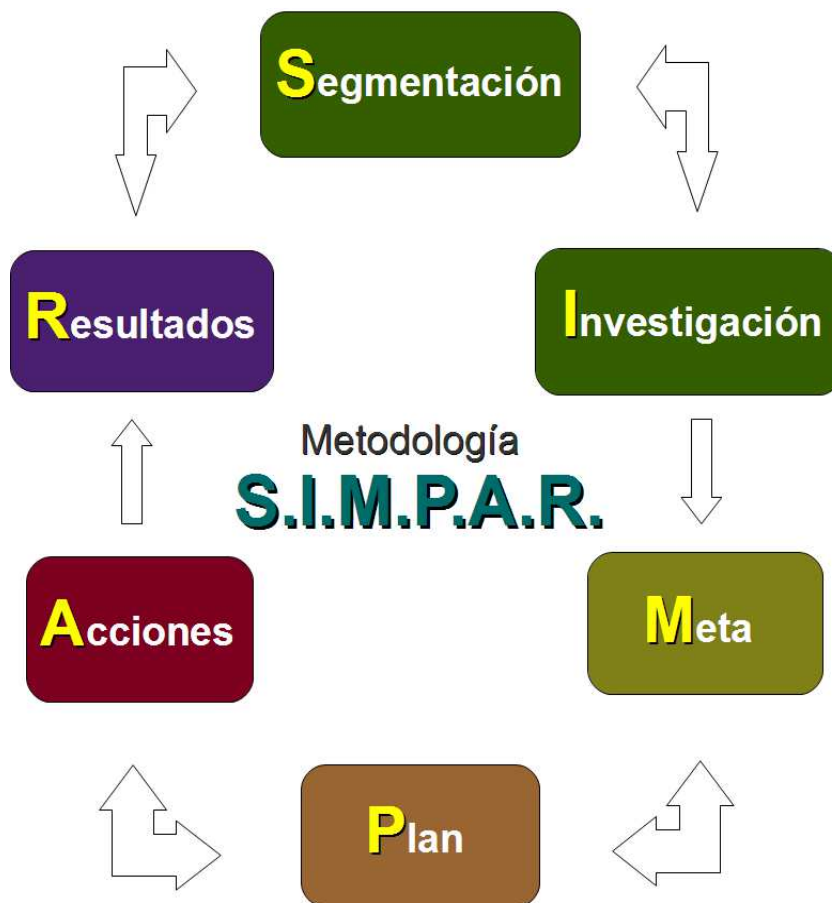 Segmentación
Resultados
Investigación
Metodología
S.I.M.P.A.R.
Acciones
Meta
Plan